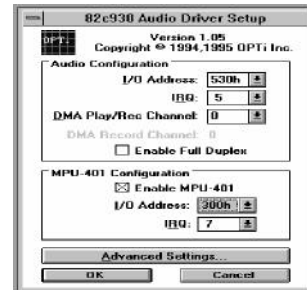 82c930 Audio Driver Setup
OPTi
Version 1.05
Copyright © 1994,1995 OPTi Inc.
Audio Configuration
I/O Address: 530h
IRQ: 5
DMA Play/Rec Channel: 0
DMA Record Channel: 0
Enable Full Duplex
MPU-401 Configuration
Enable MPU-401
I/O Address: 300h
IRQ: 7
Advanced Settings...
OK Cancel